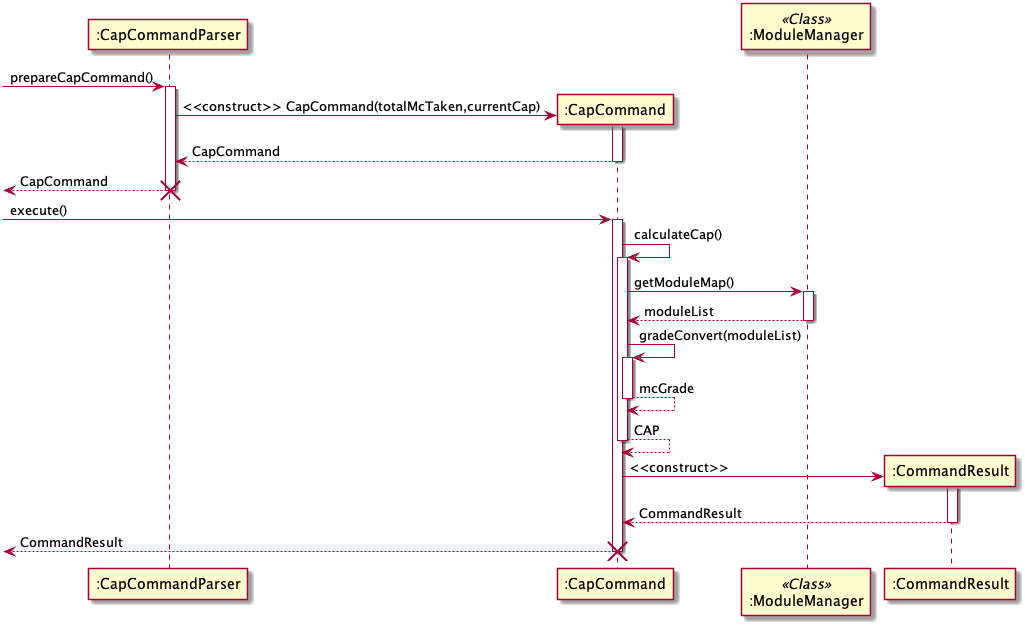 «Class»
:CapCommandParser
:ModuleManager
prepareCapCommand()
<<construct>> CapCommand(totalMcTaken,currentCap)
:CapCommand
CapCommand
CapCommand
execute()
calculateCap()
getModuleMap()
moduleList
gradeConvert(moduleList)
mcGrade
CAP
<<construct>>
:CommandResult
CommandResult
CommandResult
:CapCommandParser
:CapCommand
«Class»
:ModuleManager
:CommandResult